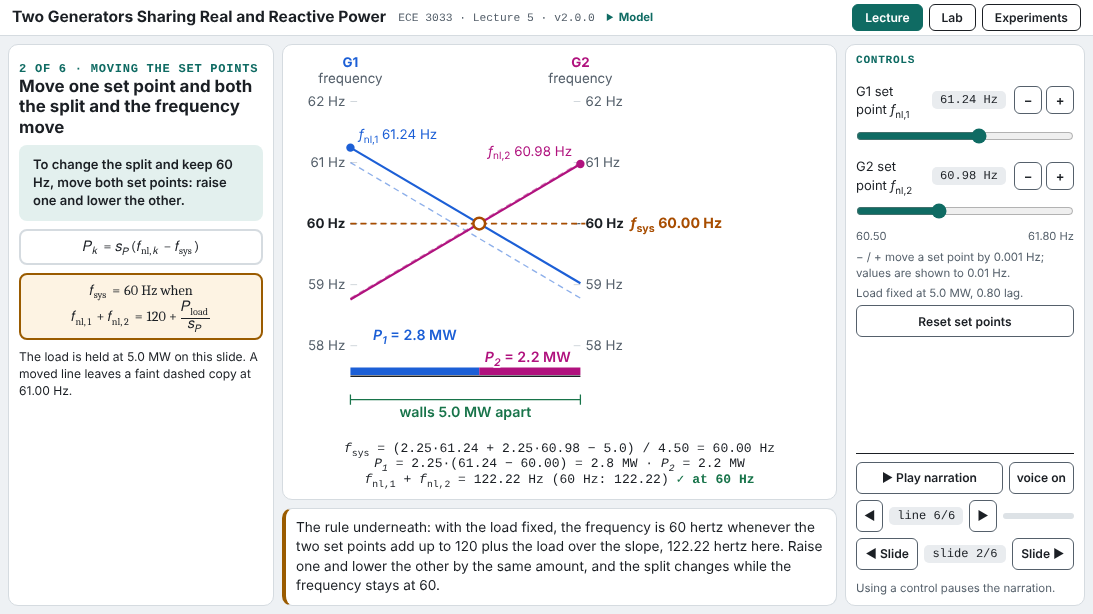 Two Generators Sharing Real and Reactive Power ECE 3033 · Lecture 5 · v2.0.0 ▶ Model
Lecture Lab Experiments
2 OF 6 · MOVING THE SET POINTS
Move one set point and both
the split and the frequency
move
To change the split and keep 60
Hz, move both set points: raise
one and lower the other.
P_k = s_P (f_nl,k − f_sys)
f_sys = 60 Hz when
f_nl,1 + f_nl,2 = 120 + P_load / s_P
The load is held at 5.0 MW on this slide. A
moved line leaves a faint dashed copy at
61.00 Hz.
G1 G2
frequency frequency
62 Hz 62 Hz
f_nl,1 61.24 Hz
f_nl,2 60.98 Hz
61 Hz 61 Hz
60 Hz 60 Hz f_sys 60.00 Hz
59 Hz 59 Hz
P_1 = 2.8 MW
58 Hz 58 Hz
P_2 = 2.2 MW
walls 5.0 MW apart
f_sys = (2.25·61.24 + 2.25·60.98 − 5.0) / 4.50 = 60.00 Hz
P_1 = 2.25·(61.24 − 60.00) = 2.8 MW · P_2 = 2.2 MW
f_nl,1 + f_nl,2 = 122.22 Hz (60 Hz: 122.22) ✓ at 60 Hz
The rule underneath: with the load fixed, the frequency is 60 hertz whenever the
two set points add up to 120 plus the load over the slope, 122.22 hertz here. Raise
one and lower the other by the same amount, and the split changes while the
frequency stays at 60.
CONTROLS
G1 set
point f_nl,1 61.24 Hz − +
G2 set
point f_nl,2 60.98 Hz − +
60.50 61.80 Hz
− / + move a set point by 0.001 Hz;
values are shown to 0.01 Hz.
Load fixed at 5.0 MW, 0.80 lag.
Reset set points
▶ Play narration voice on
◀ line 6/6 ▶
◀ Slide slide 2/6 Slide ▶
Using a control pauses the narration.